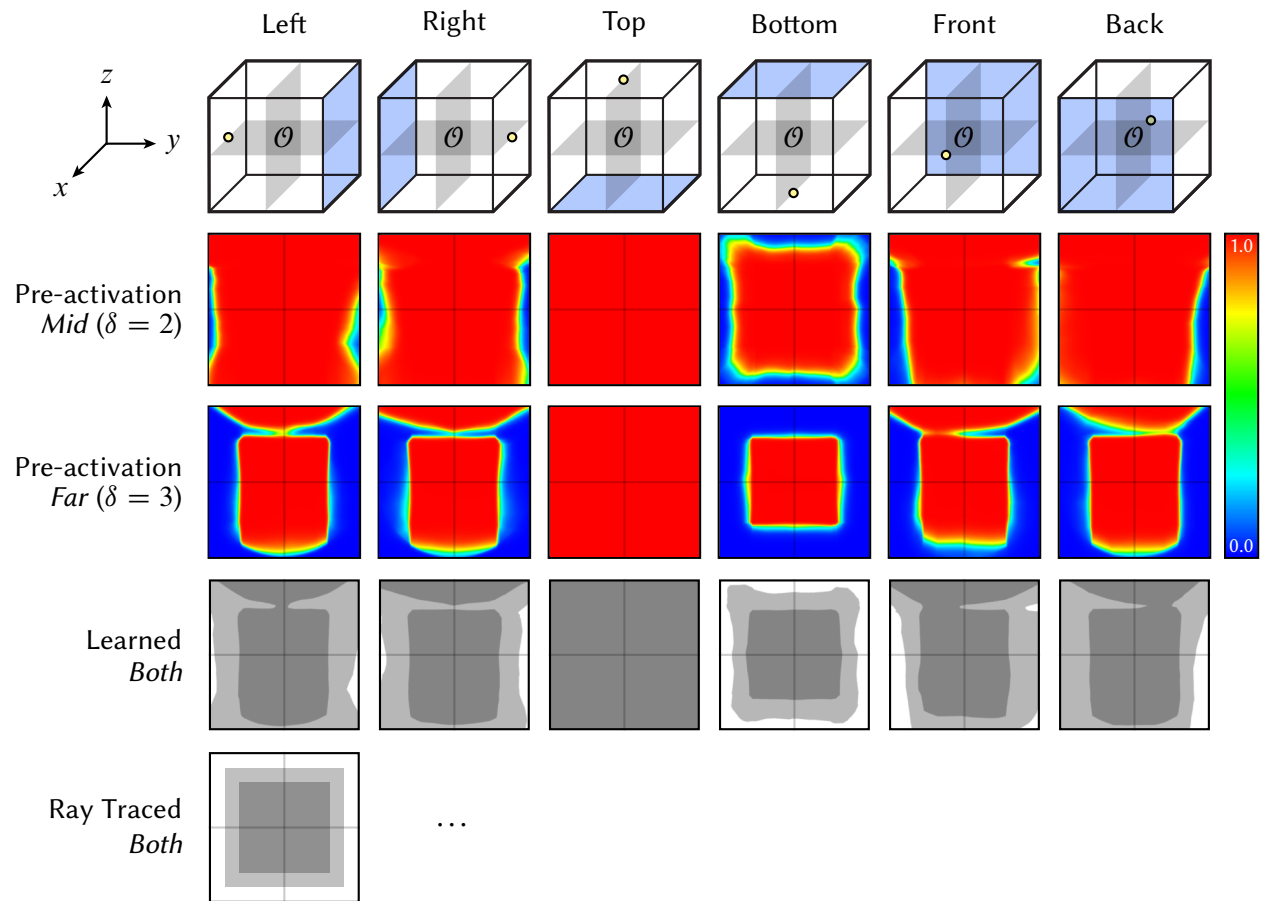 Left Right Top Bottom Front Back
z
y
x
𝒪 𝒪 𝒪 𝒪 𝒪 𝒪
Pre-activation
Mid (δ = 2)
1.0
Pre-activation
Far (δ = 3)
0.0
Learned
Both
Ray Traced
Both
...